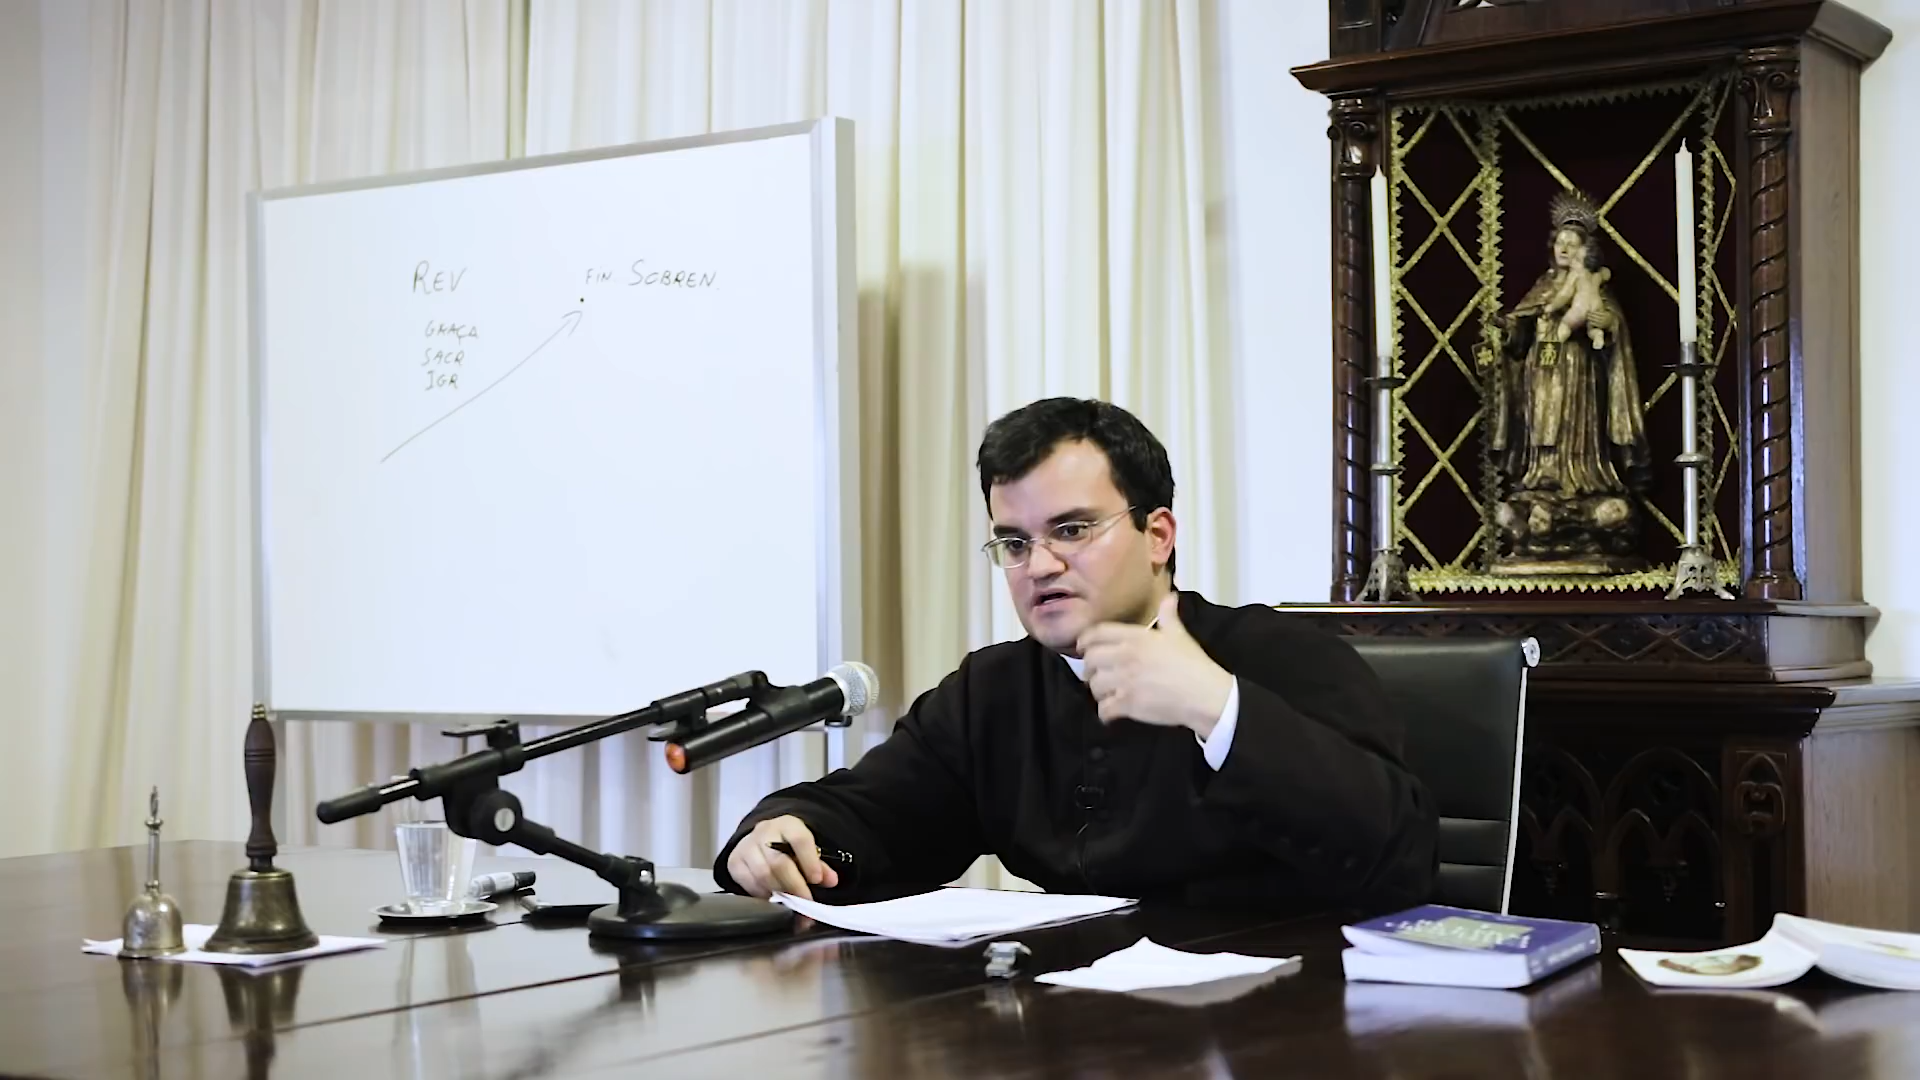 REV
FIN. SOBREN.
GRAÇA
SACR
IGR